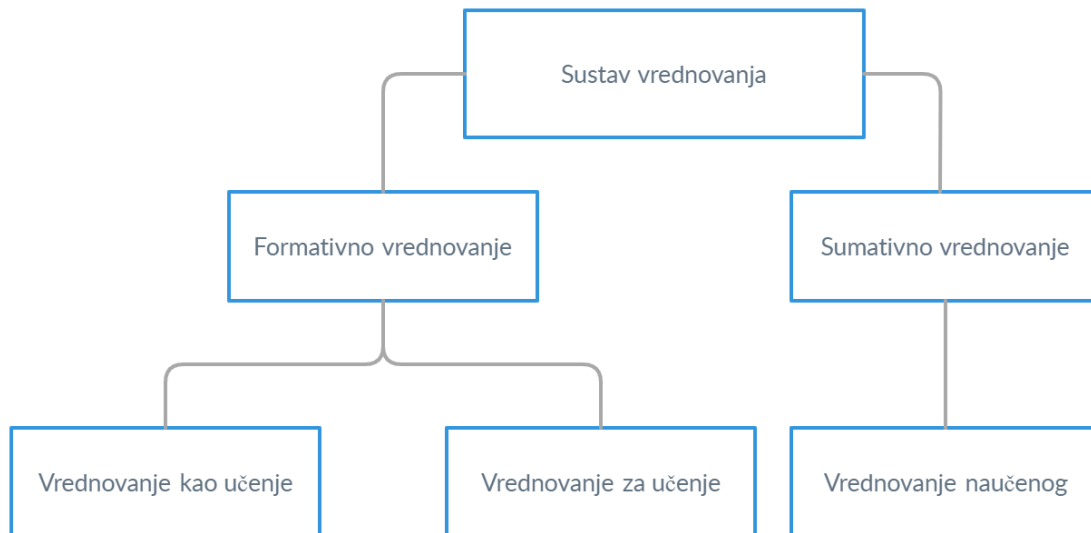 Sustav vrednovanja
Formativno vrednovanje
Sumativno vrednovanje
Vrednovanje kao učenje
Vrednovanje za učenje
Vrednovanje naučenog